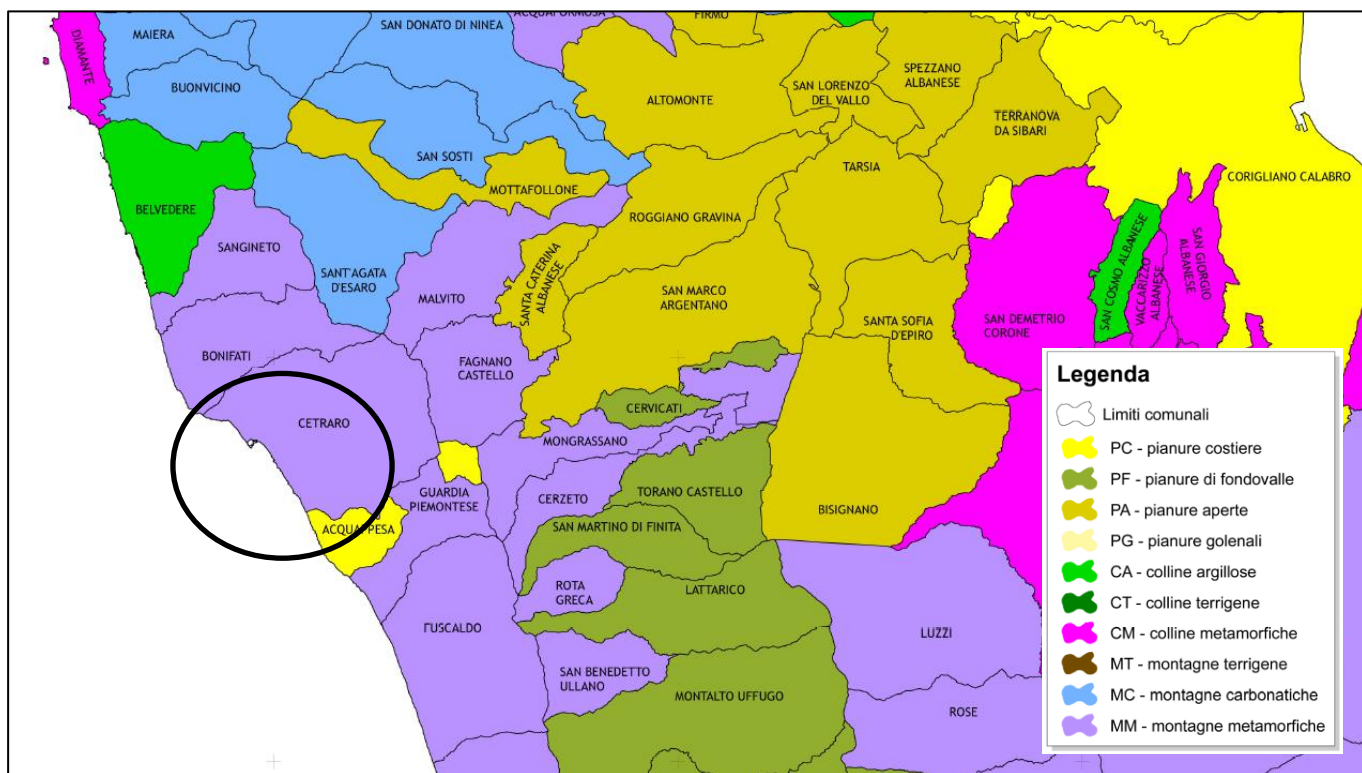 ACQUAFORMOSA
FIRMO
SAN DONATO DI NINEA
MAIERA
DIAMANTE
BUONVICINO
ALTOMONTE
SAN LORENZO
DEL VALLO
SPEZZANO
ALBANESE
TERRANOVA
DA SIBARI
SAN SOSTI
MOTTAFOLLONE
TARSIA
CORIGLIANO CALABRO
BELVEDERE
SANGINETO
ROGGIANO GRAVINA
SANT'AGATA
D'ESARO
MALVITO
SANTA CATERINA
ALBANESE
SAN MARCO
ARGENTANO
SANTA SOFIA
D'EPIRO
SAN DEMETRIO
CORONE
SAN COSMO ALBANESE
VACCARIZZO
ALBANESE
SAN GIORGIO
ALBANESE
BONIFATI
FAGNANO
CASTELLO
CETRARO
CERVICATI
MONGRASSANO
GUARDIA
PIEMONTESE
CERZETO
TORANO CASTELLO
BISIGNANO
ACQUAPPESA
SAN MARTINO DI FINITA
ROTA
GRECA
LATTARICO
FUSCALDO
LUZZI
SAN BENEDETTO
ULLANO
MONTALTO UFFUGO
ROSE
Legenda
Limiti comunali
PC - pianure costiere
PF - pianure di fondovalle
PA - pianure aperte
PG - pianure golenali
CA - colline argillose
CT - colline terrigene
CM - colline metamorfiche
MT - montagne terrigene
MC - montagne carbonatiche
MM - montagne metamorfiche